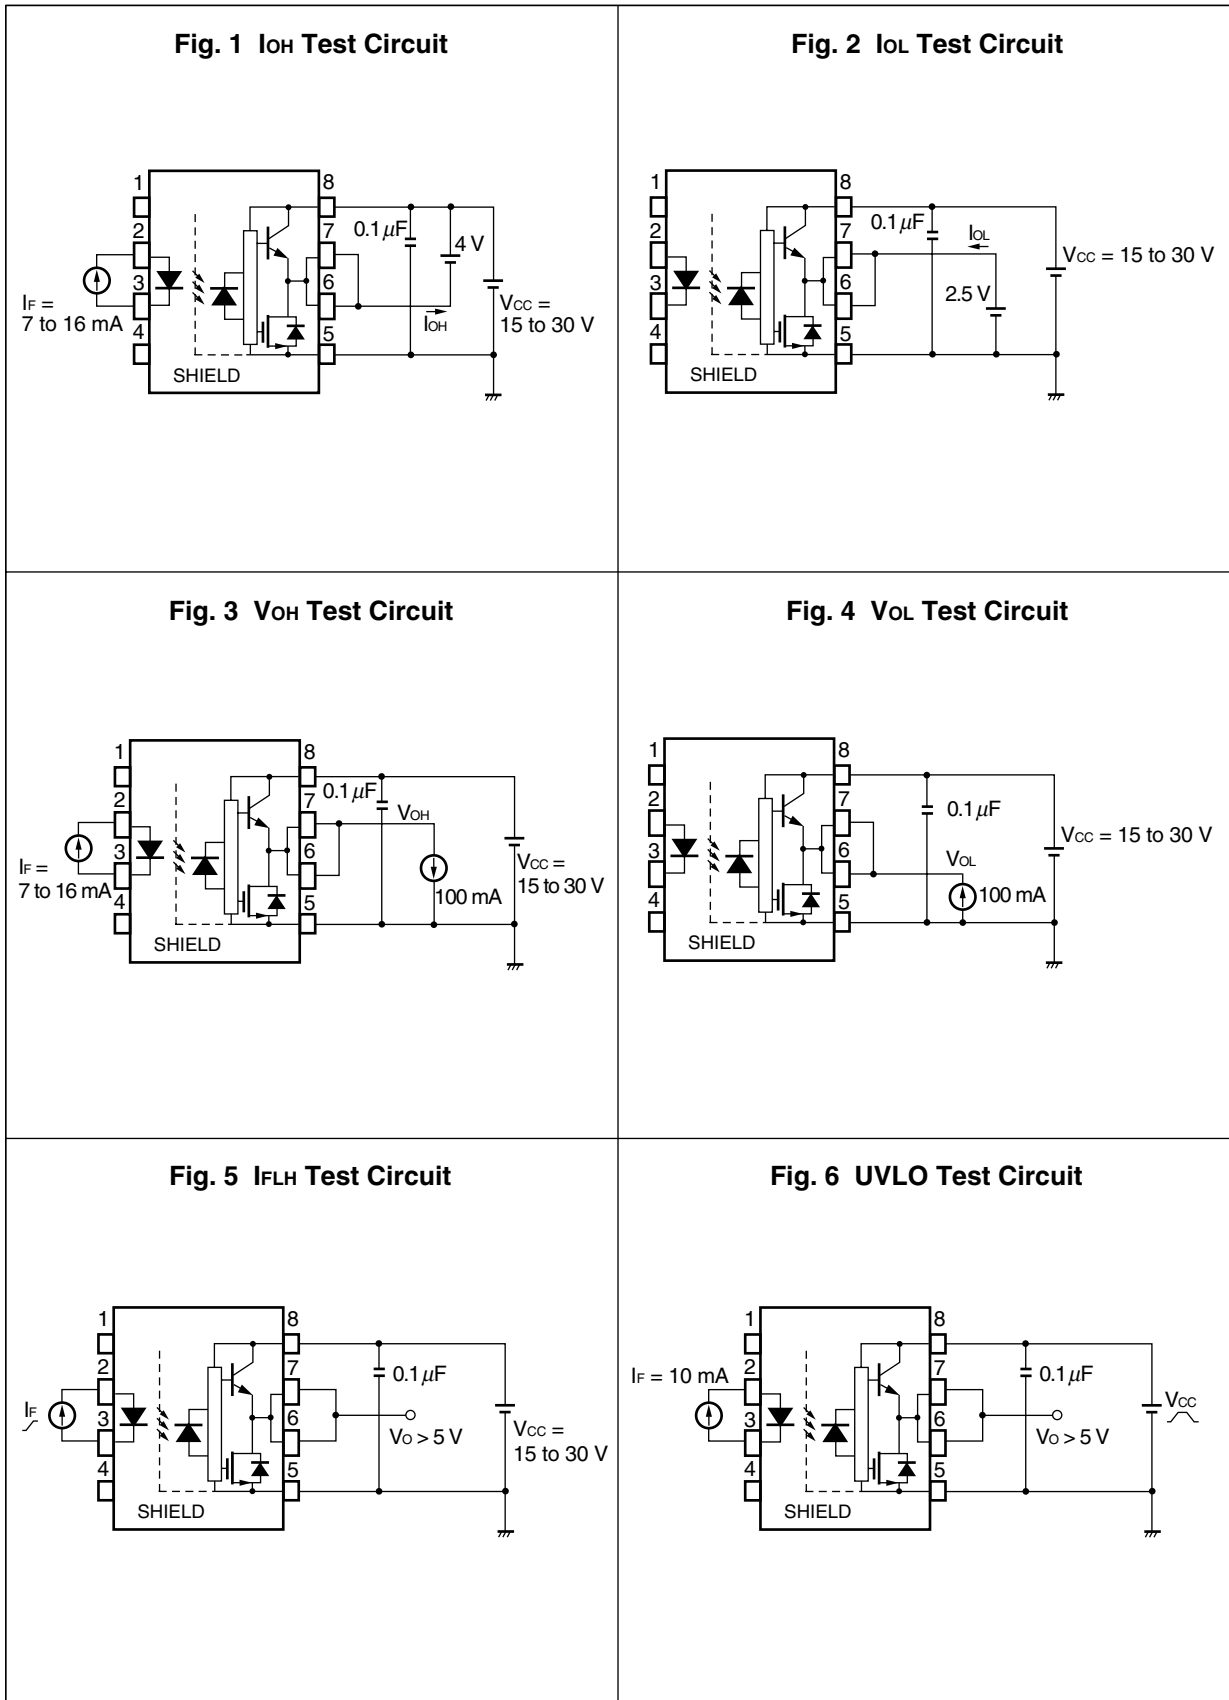 Fig. 1 IOH Test Circuit
1
2
3
4
8
7
6
5
0.1 μF
4 V
IF =
7 to 16 mA
IOH
VCC =
15 to 30 V
SHIELD
Fig. 2 IOL Test Circuit
1
2
3
4
8
7
6
5
0.1 μF
IOL
2.5 V
VCC = 15 to 30 V
SHIELD
Fig. 3 VOH Test Circuit
1
2
3
4
8
7
6
5
0.1 μF
VOH
IF =
7 to 16 mA
100 mA
VCC =
15 to 30 V
SHIELD
Fig. 4 VOL Test Circuit
1
2
3
4
8
7
6
5
0.1 μF
VCC = 15 to 30 V
VOL
100 mA
SHIELD
Fig. 5 IFLH Test Circuit
1
2
3
4
8
7
6
5
0.1 μF
IF
VO > 5 V
VCC =
15 to 30 V
SHIELD
Fig. 6 UVLO Test Circuit
1
2
3
4
8
7
6
5
IF = 10 mA
0.1 μF
VCC
VO > 5 V
SHIELD